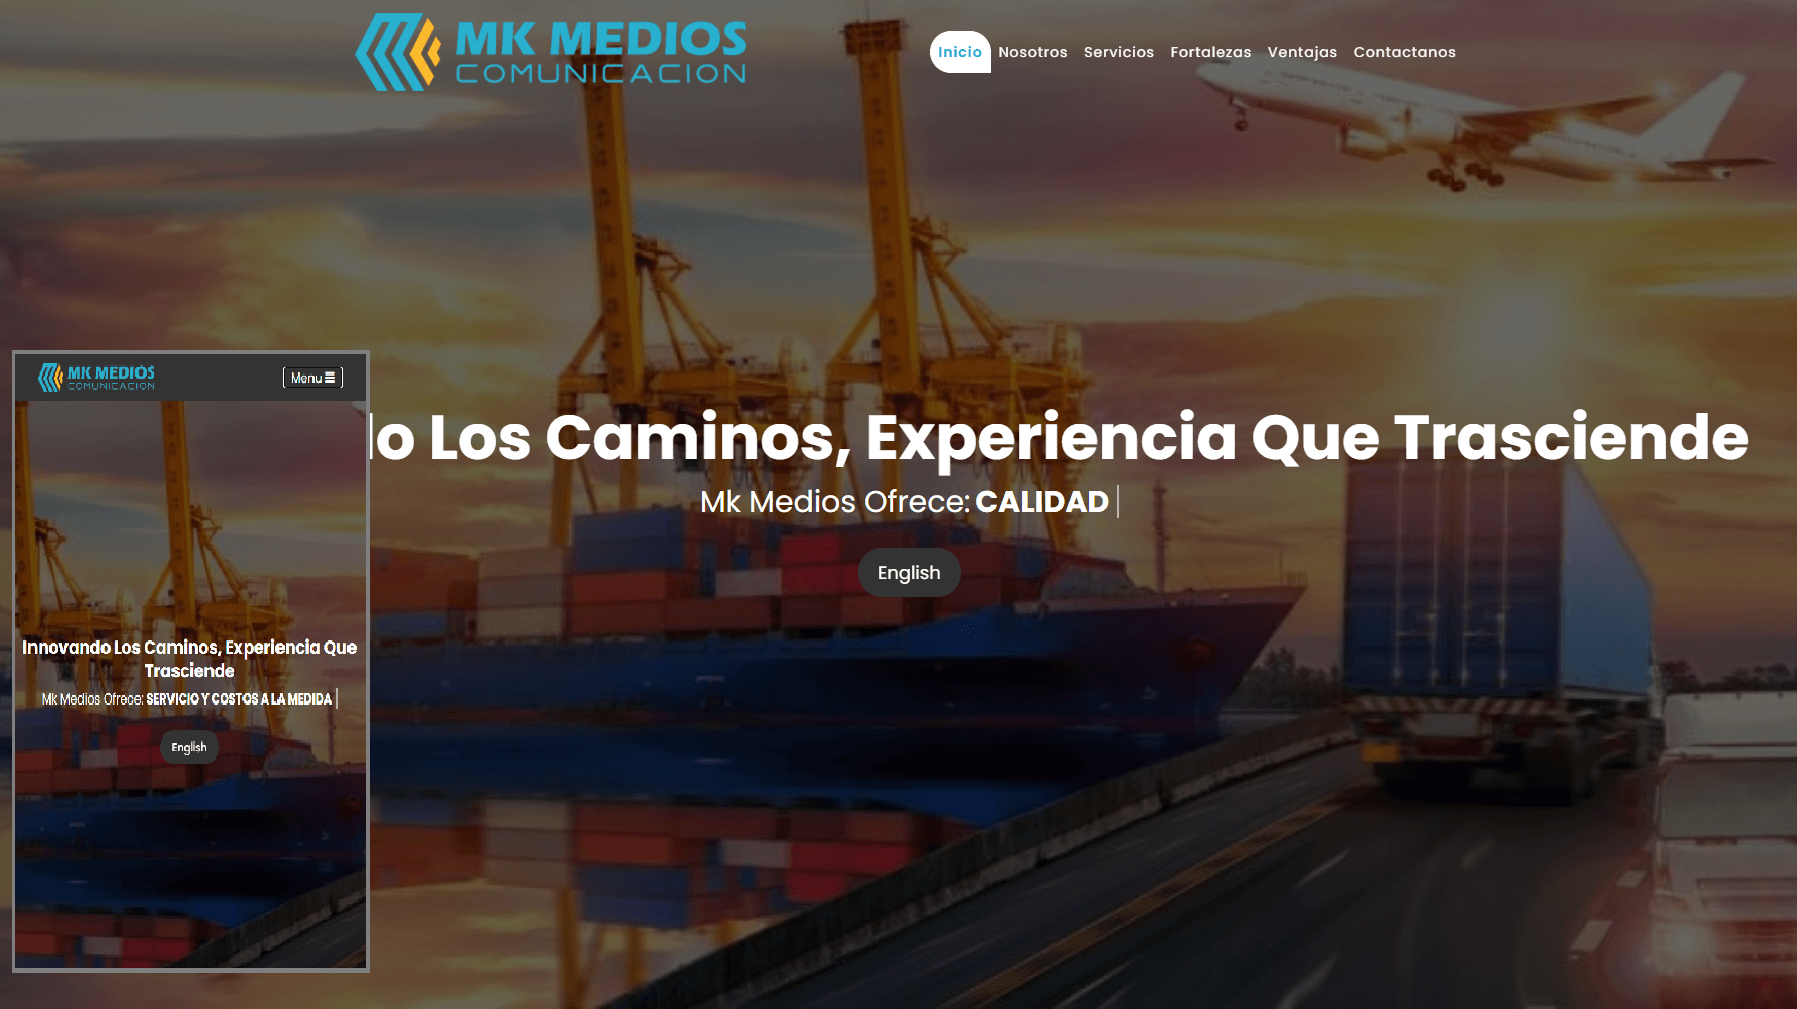 MK MEDIOS
COMUNICACION
Inicio Nosotros Servicios Fortalezas Ventajas Contactanos
do Los Caminos, Experiencia Que Trasciende
Mk Medios Ofrece: CALIDAD
English
MK MEDIOS
COMUNICACION
Menu
Innovando Los Caminos, Experiencia Que
Trasciende
Mk Medios Ofrece: SERVICIO Y COSTOS A LA MEDIDA
English